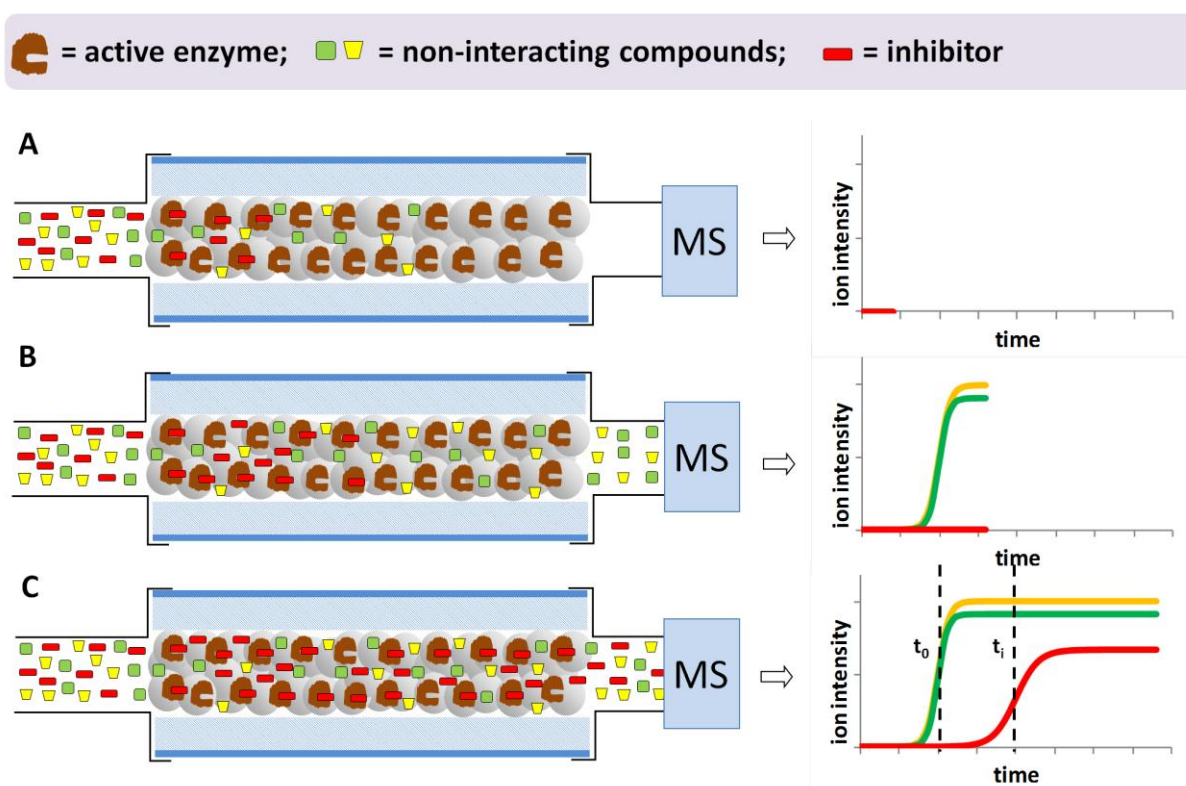 = active enzyme; = non-interacting compounds; = inhibitor
A
MS
ion intensity
time
B
MS
ion intensity
time
C
MS
ion intensity
t₀
tᵢ
time